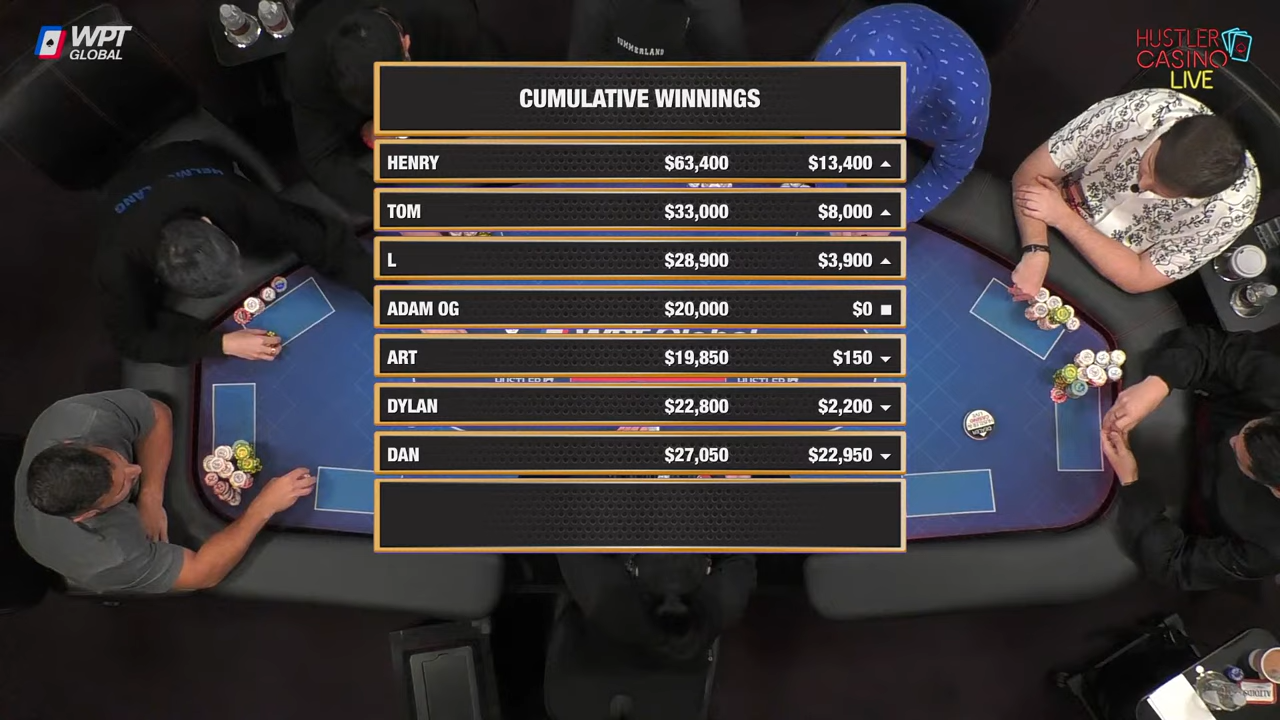 WPT
GLOBAL
HUSTLER
CASINO
LIVE
SUMMERLAND
CUMULATIVE WINNINGS
HENRY $63,400 $13,400
TOM $33,000 $8,000
L $28,900 $3,900
ADAM OG $20,000 $0
ART $19,850 $150
DYLAN $22,800 $2,200
DAN $27,050 $22,950